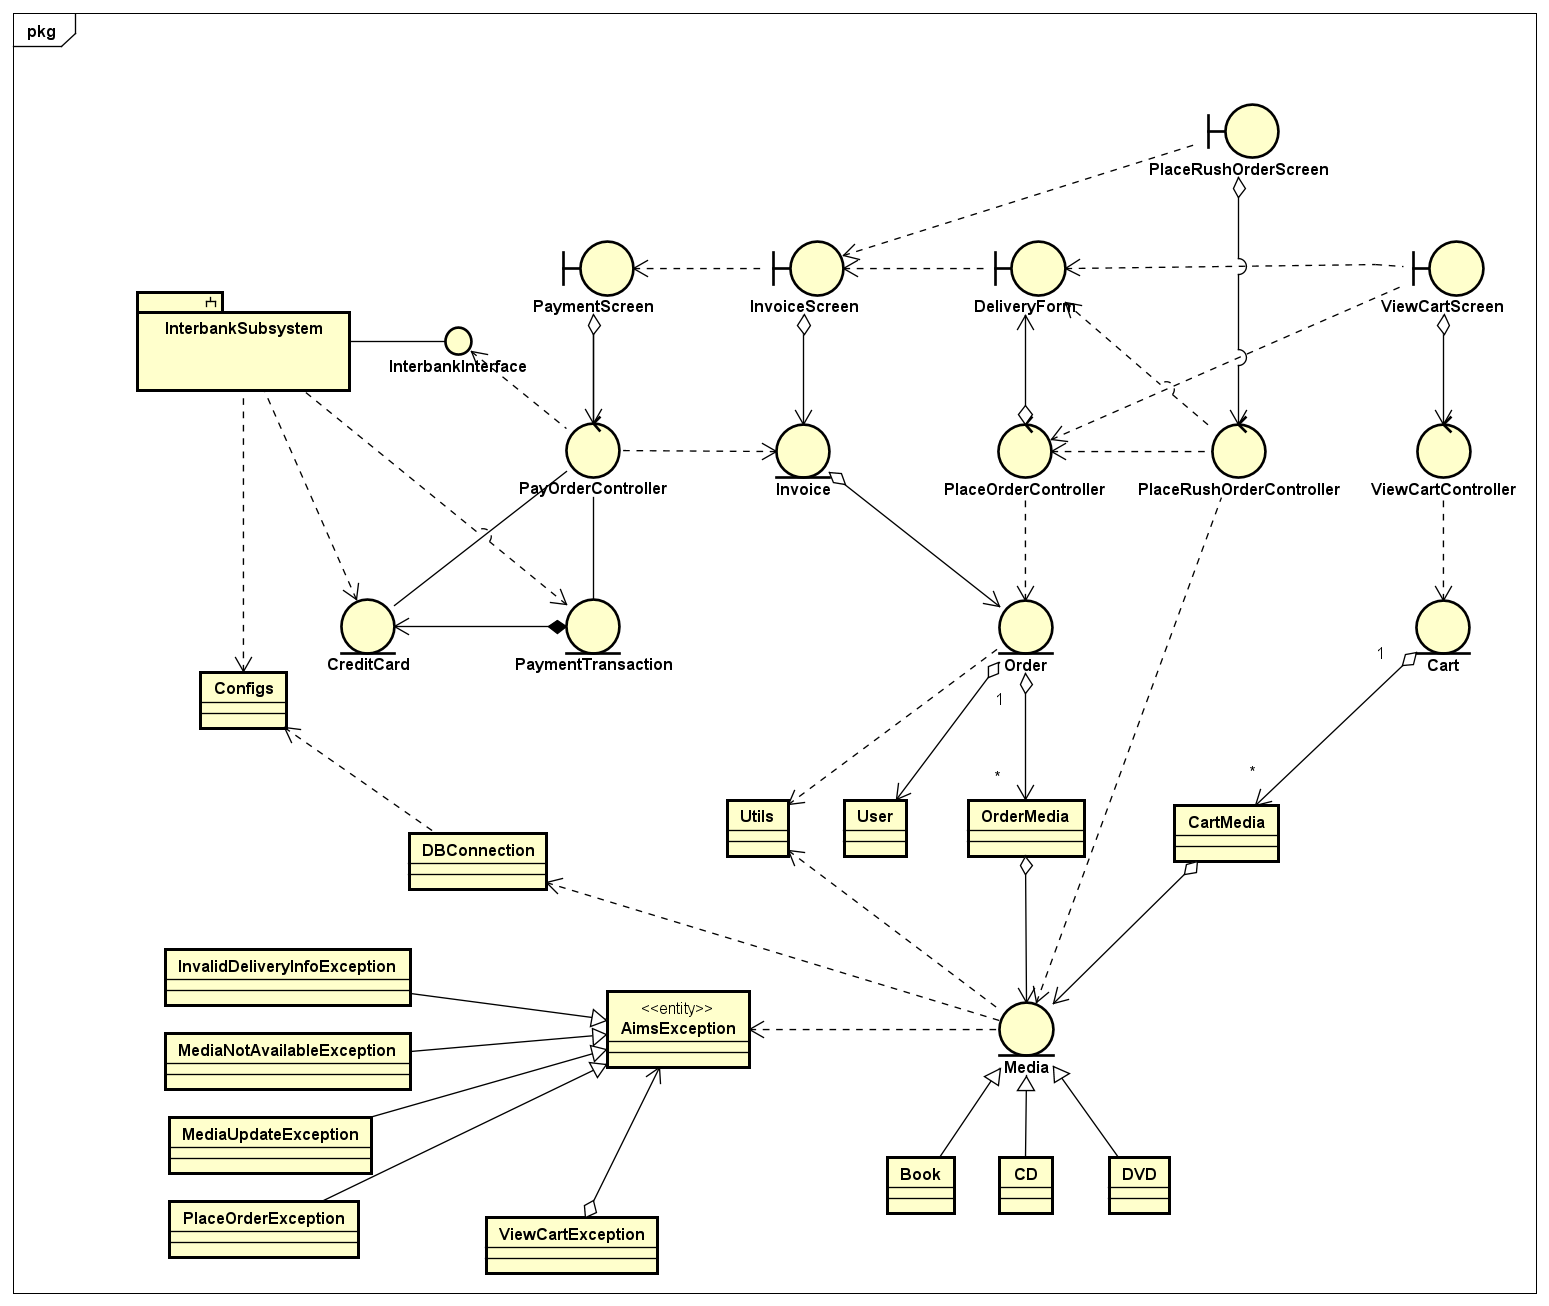 pkg
PlaceRushOrderScreen
PaymentScreen
InvoiceScreen
DeliveryForm
ViewCartScreen
InterbankSubsystem
InterbankInterface
PayOrderController
Invoice
PlaceOrderController
PlaceRushOrderController
ViewCartController
CreditCard
PaymentTransaction
Order
Cart
1
1
Configs
*
*
Utils
User
OrderMedia
CartMedia
DBConnection
InvalidDeliveryInfoException
<<entity>>
AimsException
MediaNotAvailableException
Media
MediaUpdateException
Book
CD
DVD
PlaceOrderException
ViewCartException